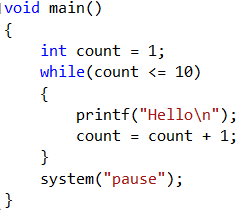 void main()
{
    int count = 1;
    while(count <= 10)
    {
        printf("Hello\n");
        count = count + 1;
    }
    system("pause");
}